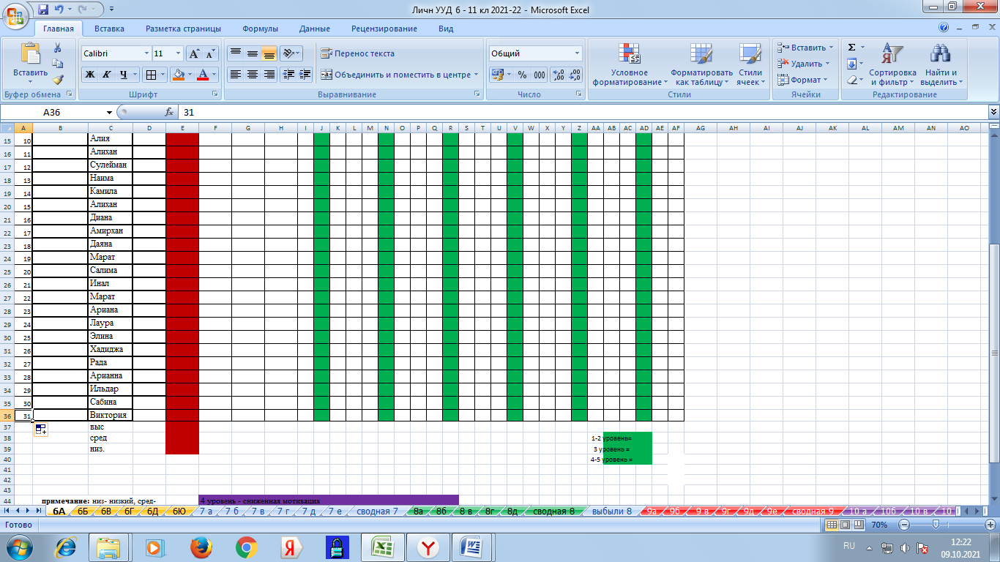 Личн УУД 6 - 11 кл 2021-22 - Microsoft Excel
Главная Вставка Разметка страницы Формулы Данные Рецензирование Вид
Вставить
Calibri 11
Ж К Ч
Перенос текста
Объединить и поместить в центре
Общий
% 000
Условное форматирование
Форматировать как таблицу
Стили ячеек
Вставить
Удалить
Формат
Сортировка и фильтр
Найти и выделить
Буфер обмена Шрифт Выравнивание Число Стили Ячейки Редактирование
A36 fx 31
A B C D E F G H I J K L M N O P Q R S T U V W X Y Z AA AB AC AD AE AF AG AH AI AJ AK AL AM AN AO
15 10 Алия
16 11 Алихан
17 12 Сулейман
18 13 Наима
19 14 Камила
20 15 Алихан
21 16 Диана
22 17 Амирхан
23 18 Даяна
24 19 Марат
25 20 Салима
26 21 Инал
27 22 Марат
28 23 Ариана
29 24 Лаура
30 25 Элина
31 26 Хадиджа
32 27 Рада
33 28 Арианна
34 29 Ильдар
35 30 Сабина
36 31 Виктория
37 выс
38 сред 1-2 уровень=
39 низ. 3 уровень =
40 4-5 уровень =
41
42
43
44 примечание: низ- низкий, сред- 4 уровень - сниженная мотивация
6А 6Б 6В 6Г 6Д 6Ю 7 а 7 б 7 в 7 г 7 д 7 е сводная 7 8а 8б 8 в 8г 8д сводная 8 выбыли 8 9а 9б 9 в 9г 9д 9е сводная 9 10 а 10б 10 в 10
Готово 70%
RU 12:22
09.10.2021